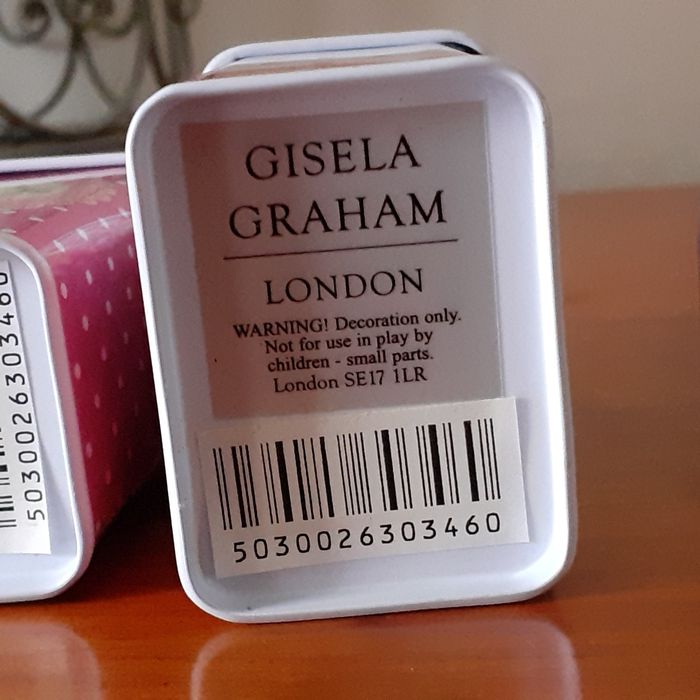 GISELA
GRAHAM
LONDON
WARNING! Decoration only.
Not for use in play by
children - small parts.
London SE17 1LR
5030026303460
5030026303460